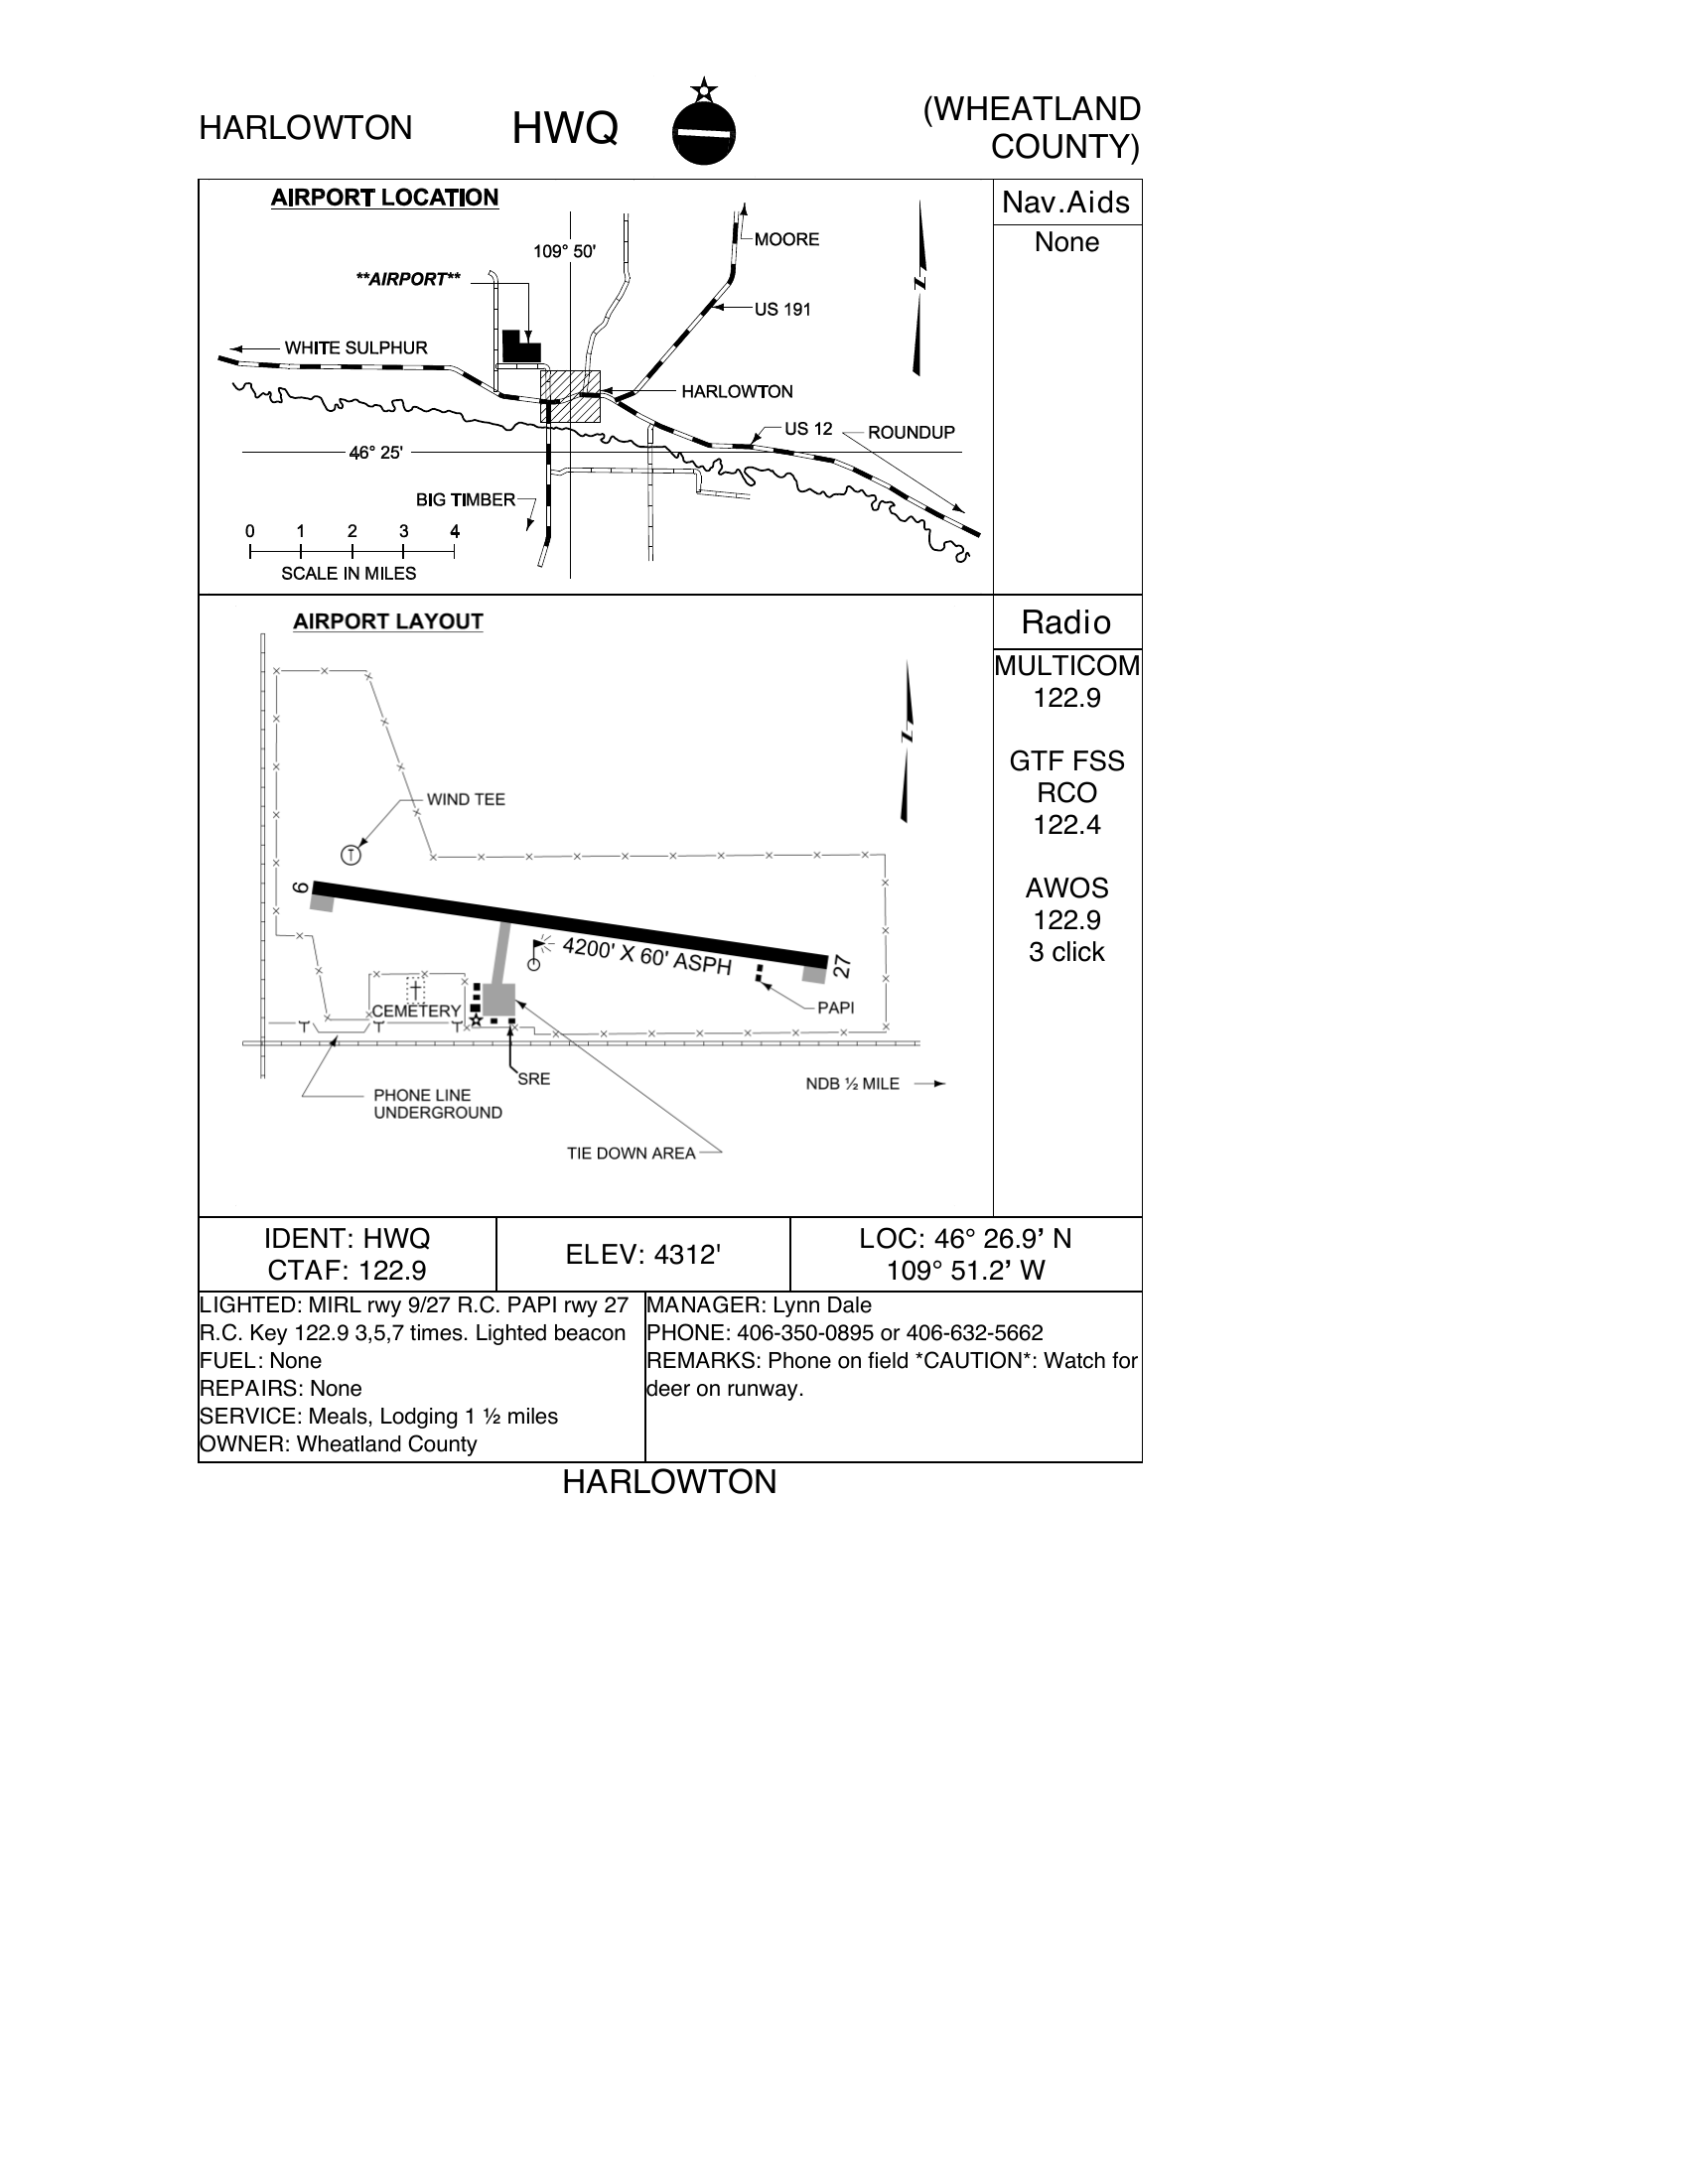 HARLOWTON
HWQ
(WHEATLAND
COUNTY)
AIRPORT LOCATION
Nav.Aids
None
109° 50'
MOORE
**AIRPORT**
US 191
N
WHITE SULPHUR
HARLOWTON
US 12
ROUNDUP
46° 25'
BIG TIMBER
0 1 2 3 4
SCALE IN MILES
AIRPORT LAYOUT
Radio
MULTICOM
122.9
GTF FSS
RCO
122.4
AWOS
122.9
3 click
N
WIND TEE
T
9
4200' X 60' ASPH
27
PAPI
CEMETERY
SRE
NDB ½ MILE
PHONE LINE
UNDERGROUND
TIE DOWN AREA
IDENT: HWQ
CTAF: 122.9
ELEV: 4312'
LOC: 46° 26.9’ N
109° 51.2’ W
LIGHTED: MIRL rwy 9/27 R.C. PAPI rwy 27
R.C. Key 122.9 3,5,7 times. Lighted beacon
FUEL: None
REPAIRS: None
SERVICE: Meals, Lodging 1 ½ miles
OWNER: Wheatland County
MANAGER: Lynn Dale
PHONE: 406-350-0895 or 406-632-5662
REMARKS: Phone on field *CAUTION*: Watch for
deer on runway.
HARLOWTON